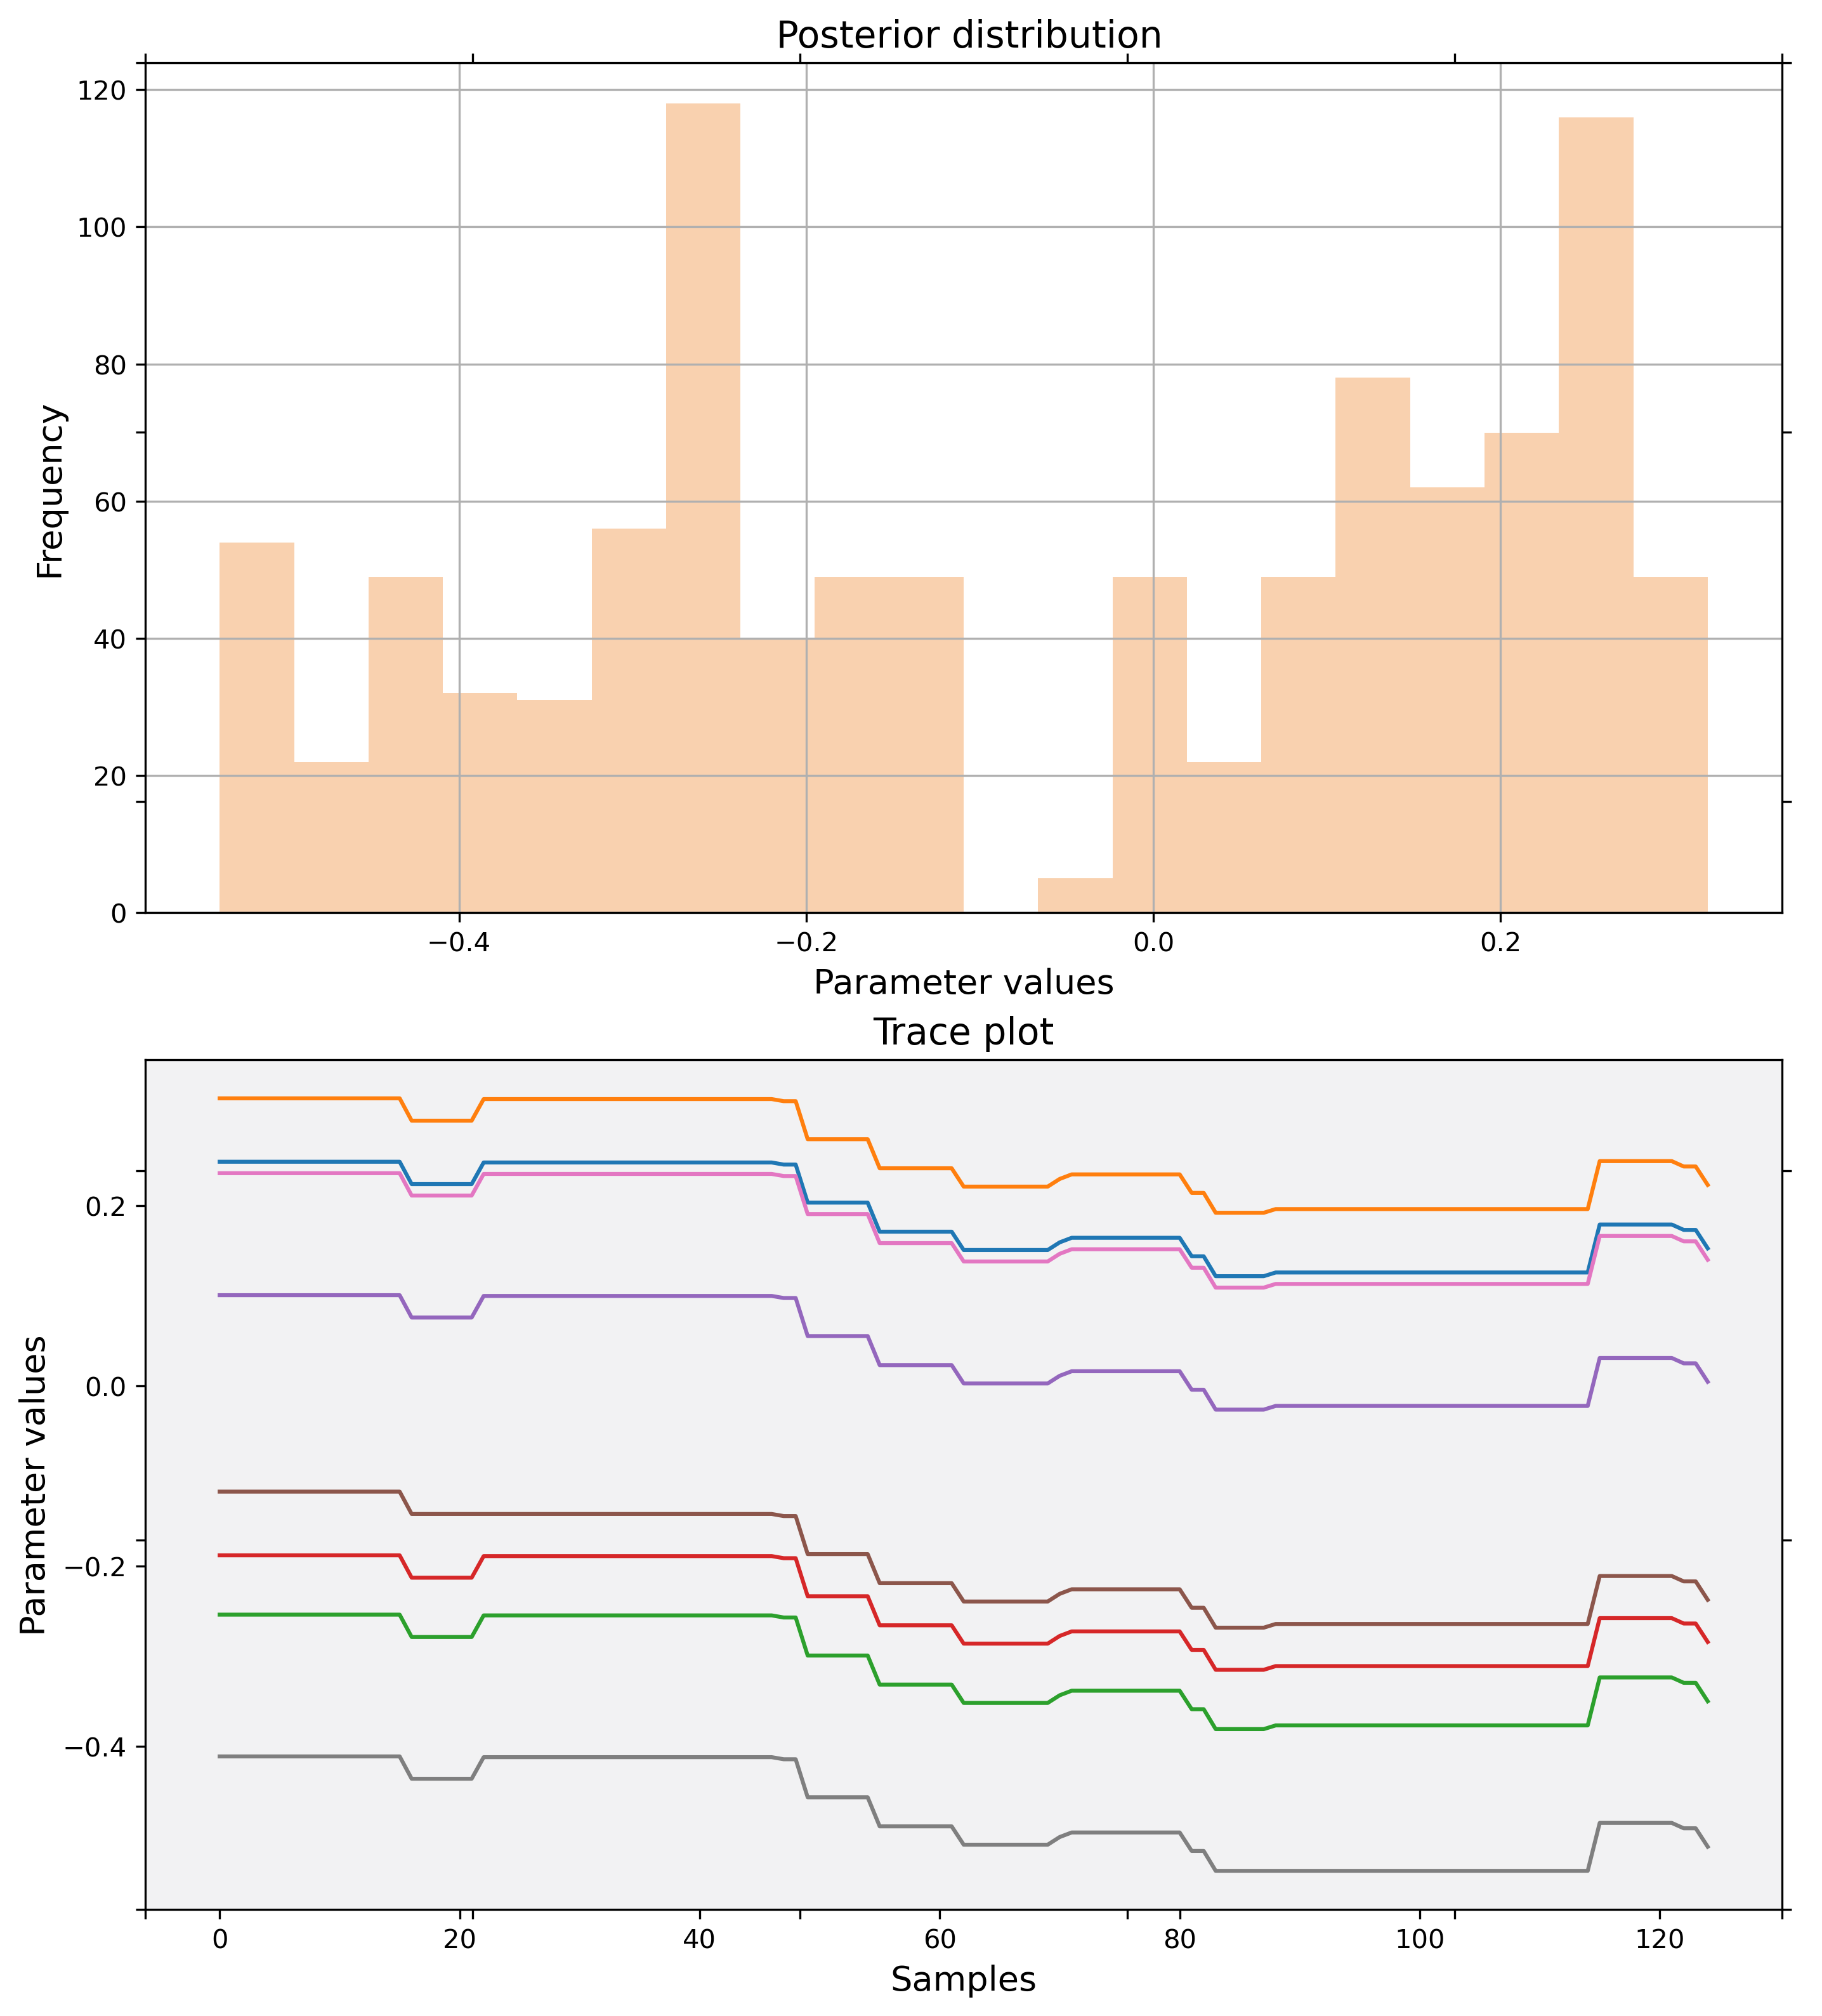 Posterior distribution
120
100
80
60
40
20
0
Frequency
−0.4 −0.2 0.0 0.2
Parameter values
Trace plot
0.2
0.0
−0.2
−0.4
Parameter values
0 20 40 60 80 100 120
Samples